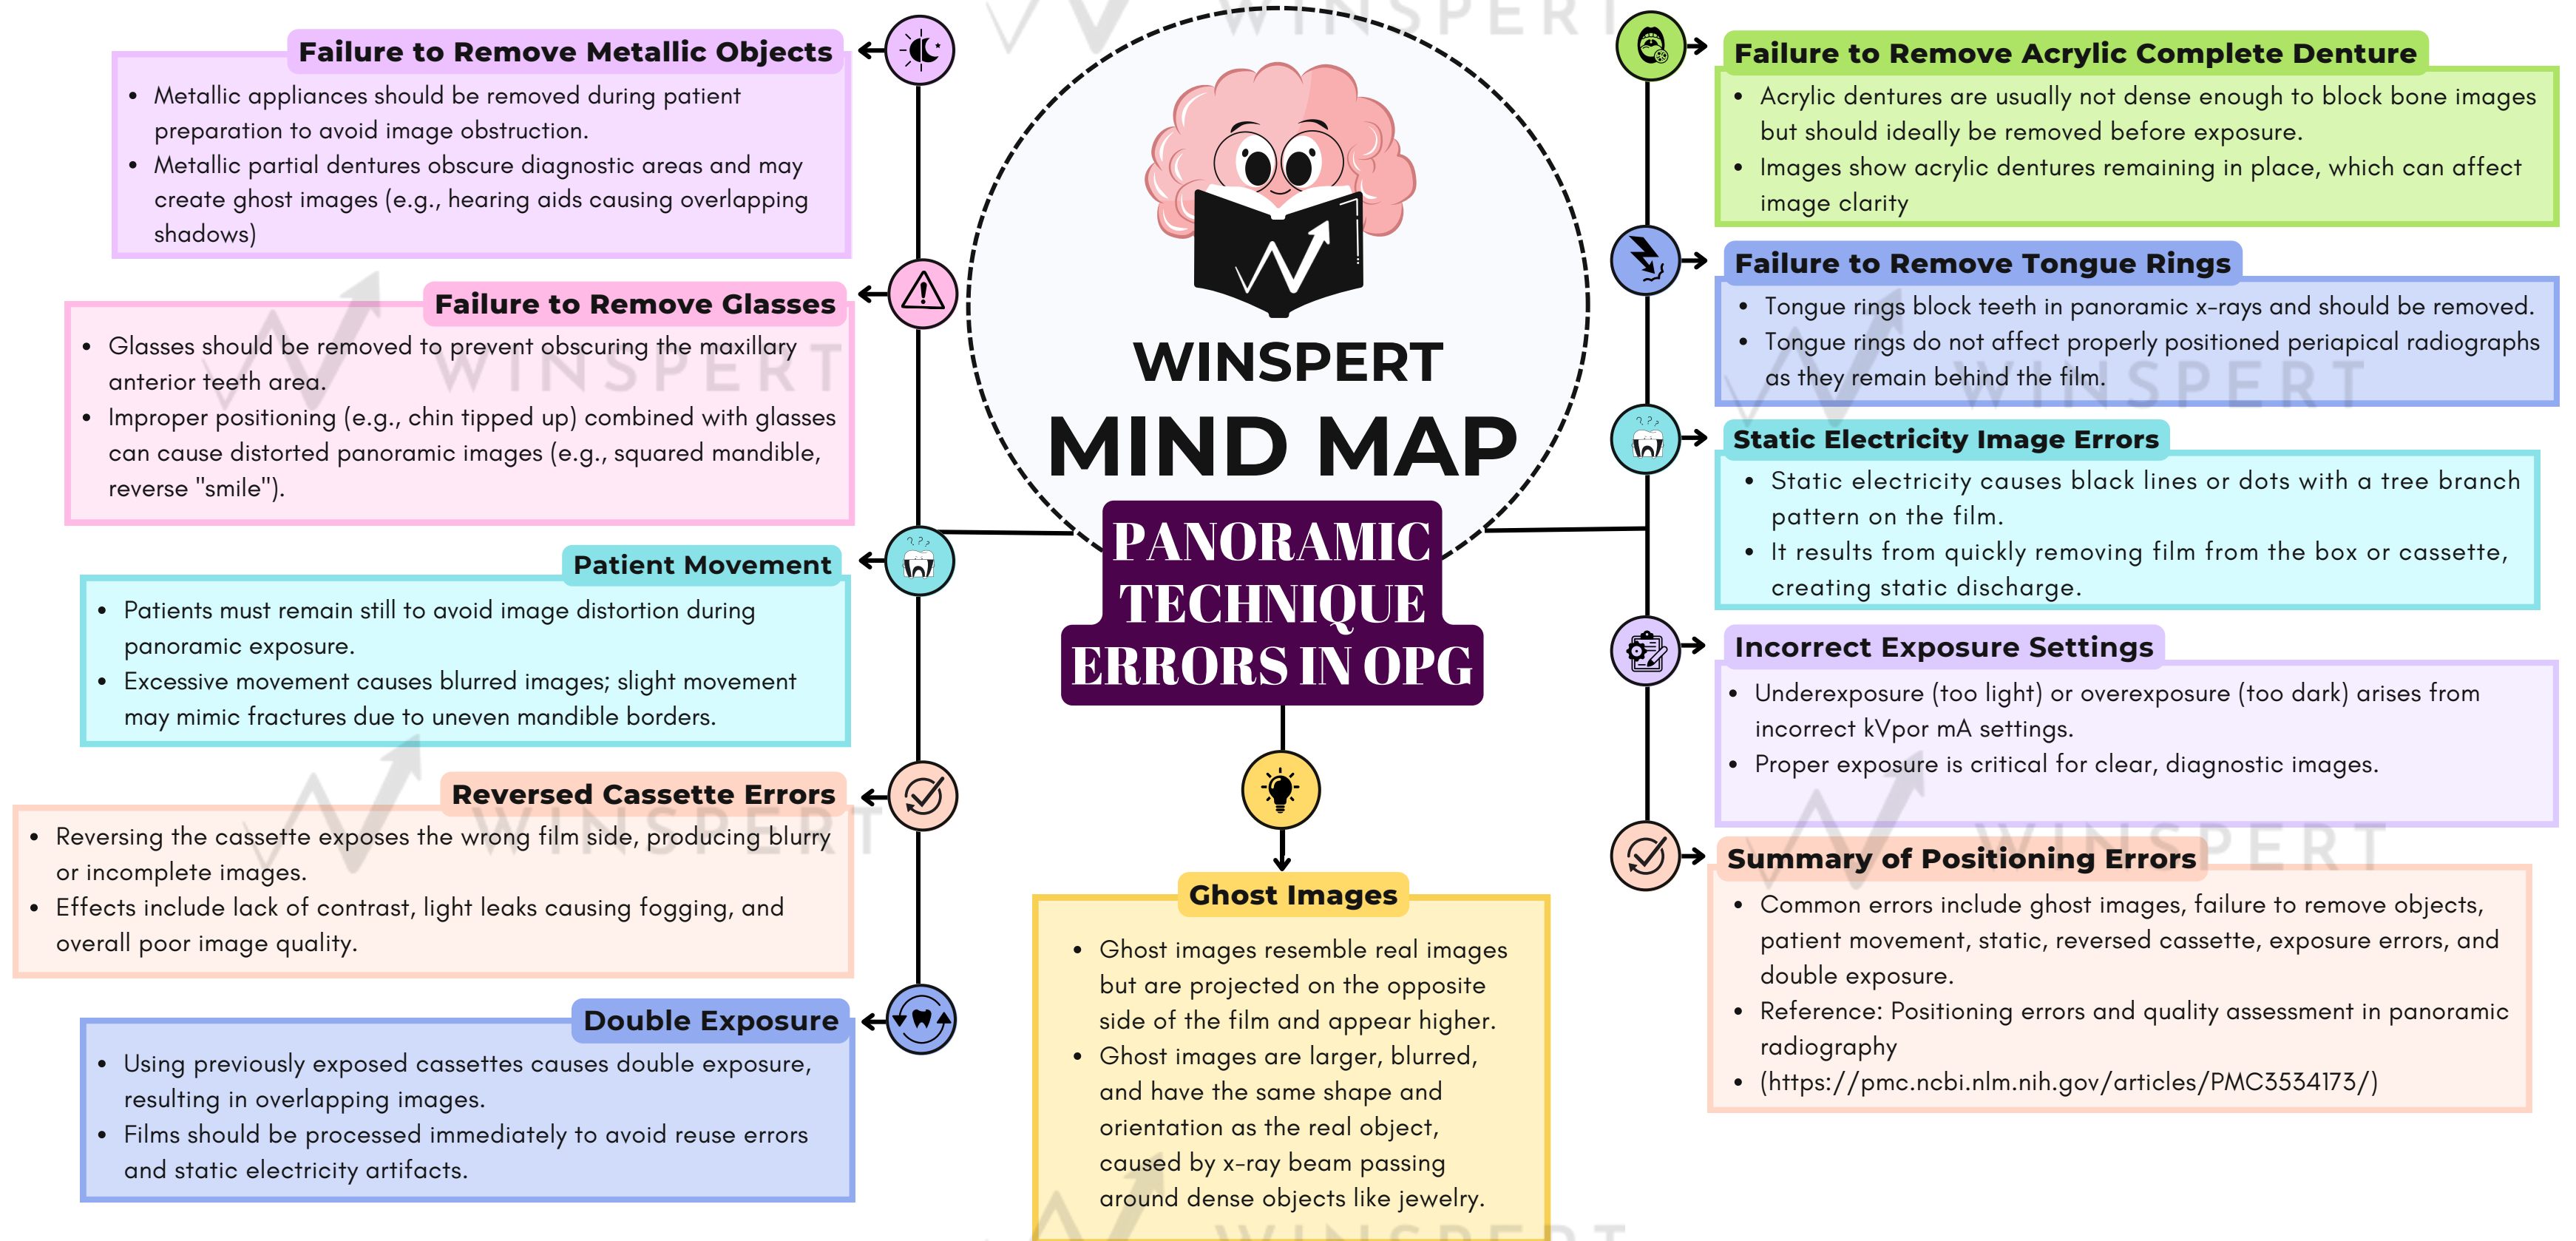 WINSPERT
MIND MAP
PANORAMIC
TECHNIQUE
ERRORS IN OPG
Failure to Remove Metallic Objects
• Metallic appliances should be removed during patient
preparation to avoid image obstruction.
• Metallic partial dentures obscure diagnostic areas and may
create ghost images (e.g., hearing aids causing overlapping
shadows)
Failure to Remove Glasses
• Glasses should be removed to prevent obscuring the maxillary
anterior teeth area.
• Improper positioning (e.g., chin tipped up) combined with glasses
can cause distorted panoramic images (e.g., squared mandible,
reverse "smile").
Patient Movement
• Patients must remain still to avoid image distortion during
panoramic exposure.
• Excessive movement causes blurred images; slight movement
may mimic fractures due to uneven mandible borders.
Reversed Cassette Errors
• Reversing the cassette exposes the wrong film side, producing blurry
or incomplete images.
• Effects include lack of contrast, light leaks causing fogging, and
overall poor image quality.
Double Exposure
• Using previously exposed cassettes causes double exposure,
resulting in overlapping images.
• Films should be processed immediately to avoid reuse errors
and static electricity artifacts.
Ghost Images
• Ghost images resemble real images
but are projected on the opposite
side of the film and appear higher.
• Ghost images are larger, blurred,
and have the same shape and
orientation as the real object,
caused by x-ray beam passing
around dense objects like jewelry.
Failure to Remove Acrylic Complete Denture
• Acrylic dentures are usually not dense enough to block bone images
but should ideally be removed before exposure.
• Images show acrylic dentures remaining in place, which can affect
image clarity
Failure to Remove Tongue Rings
• Tongue rings block teeth in panoramic x-rays and should be removed.
• Tongue rings do not affect properly positioned periapical radiographs
as they remain behind the film.
Static Electricity Image Errors
• Static electricity causes black lines or dots with a tree branch
pattern on the film.
• It results from quickly removing film from the box or cassette,
creating static discharge.
Incorrect Exposure Settings
• Underexposure (too light) or overexposure (too dark) arises from
incorrect kVpor mA settings.
• Proper exposure is critical for clear, diagnostic images.
Summary of Positioning Errors
• Common errors include ghost images, failure to remove objects,
patient movement, static, reversed cassette, exposure errors, and
double exposure.
• Reference: Positioning errors and quality assessment in panoramic
radiography
• (https://pmc.ncbi.nlm.nih.gov/articles/PMC3534173/)
WINSPERT
WINSPERT
WINSPERT
WINSPERT
WINSPERT
WINSPERT